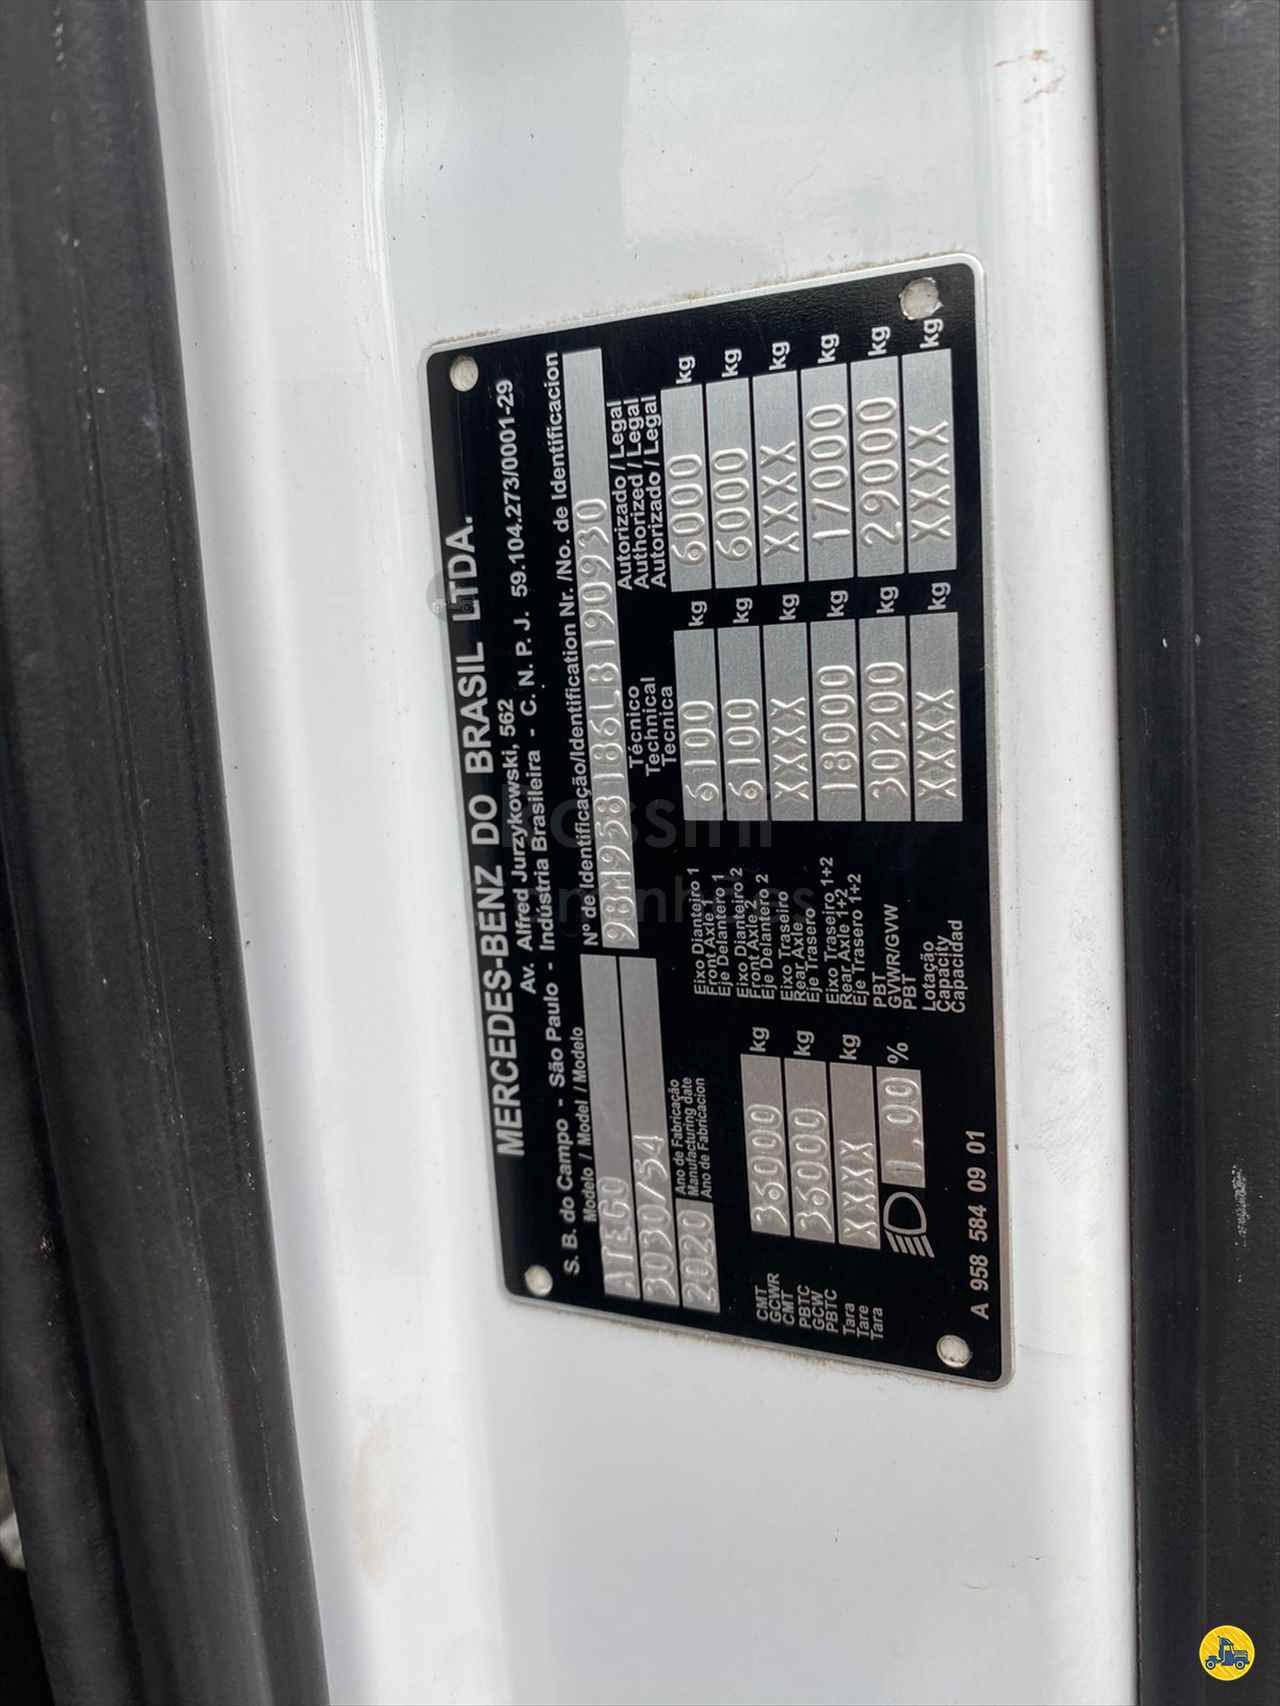 MERCEDES-BENZ DO BRASIL LTDA.
Av. Alfred Jurzykowski, 562
S. B. do Campo - São Paulo - Indústria Brasileira - C. N. P. J. 59.104.273/0001-29
Modelo / Model / Modelo
Nº de Identificação/Identification Nr. /No. de Identificacion
ATEGO
9BM958186LB190930
3030/54
2020
Ano de Fabricação
Manufacturing date
Ano de Fabricacion
Técnico
Technical
Tecnica
Autorizado / Legal
Authorized / Legal
Autorizado / Legal
CMT
GCWR
CMT
36000 kg
PBTC
GCW
PBTC
36000 kg
Tara
Tare
Tara
XXXX kg
%
A 958 584 09 01
Eixo Dianteiro 1
Front Axle 1
Eje Delantero 1
6100 kg
6000 kg
Eixo Dianteiro 2
Front Axle 2
Eje Delantero 2
6100 kg
6000 kg
Eixo Traseiro
Rear Axle
Eje Trasero
XXXX kg
XXXX kg
Eixo Traseiro 1+2
Rear Axle 1+2
Eje Trasero 1+2
18000 kg
17000 kg
PBT
GVWR/GVW
PBT
30200 kg
29000 kg
Lotação
Capacity
Capacidad
XXXX kg
XXXX kg